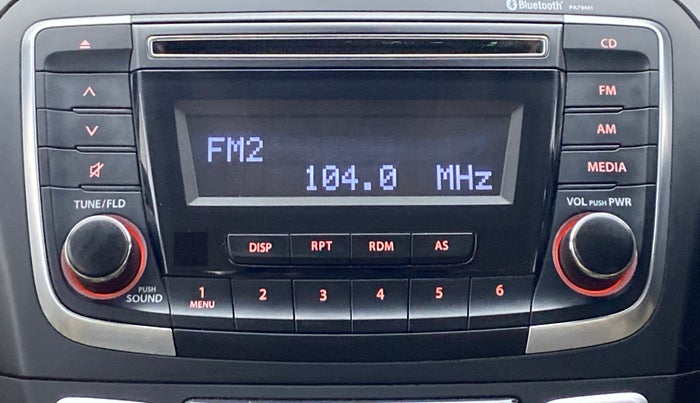 Bluetooth PA79M1
CD
FM
AM
MEDIA
FM2
104.0 MHz
TUNE/FLD
VOL PUSH PWR
DISP RPT RDM AS
PUSH
SOUND
1 2 3 4 5 6
MENU